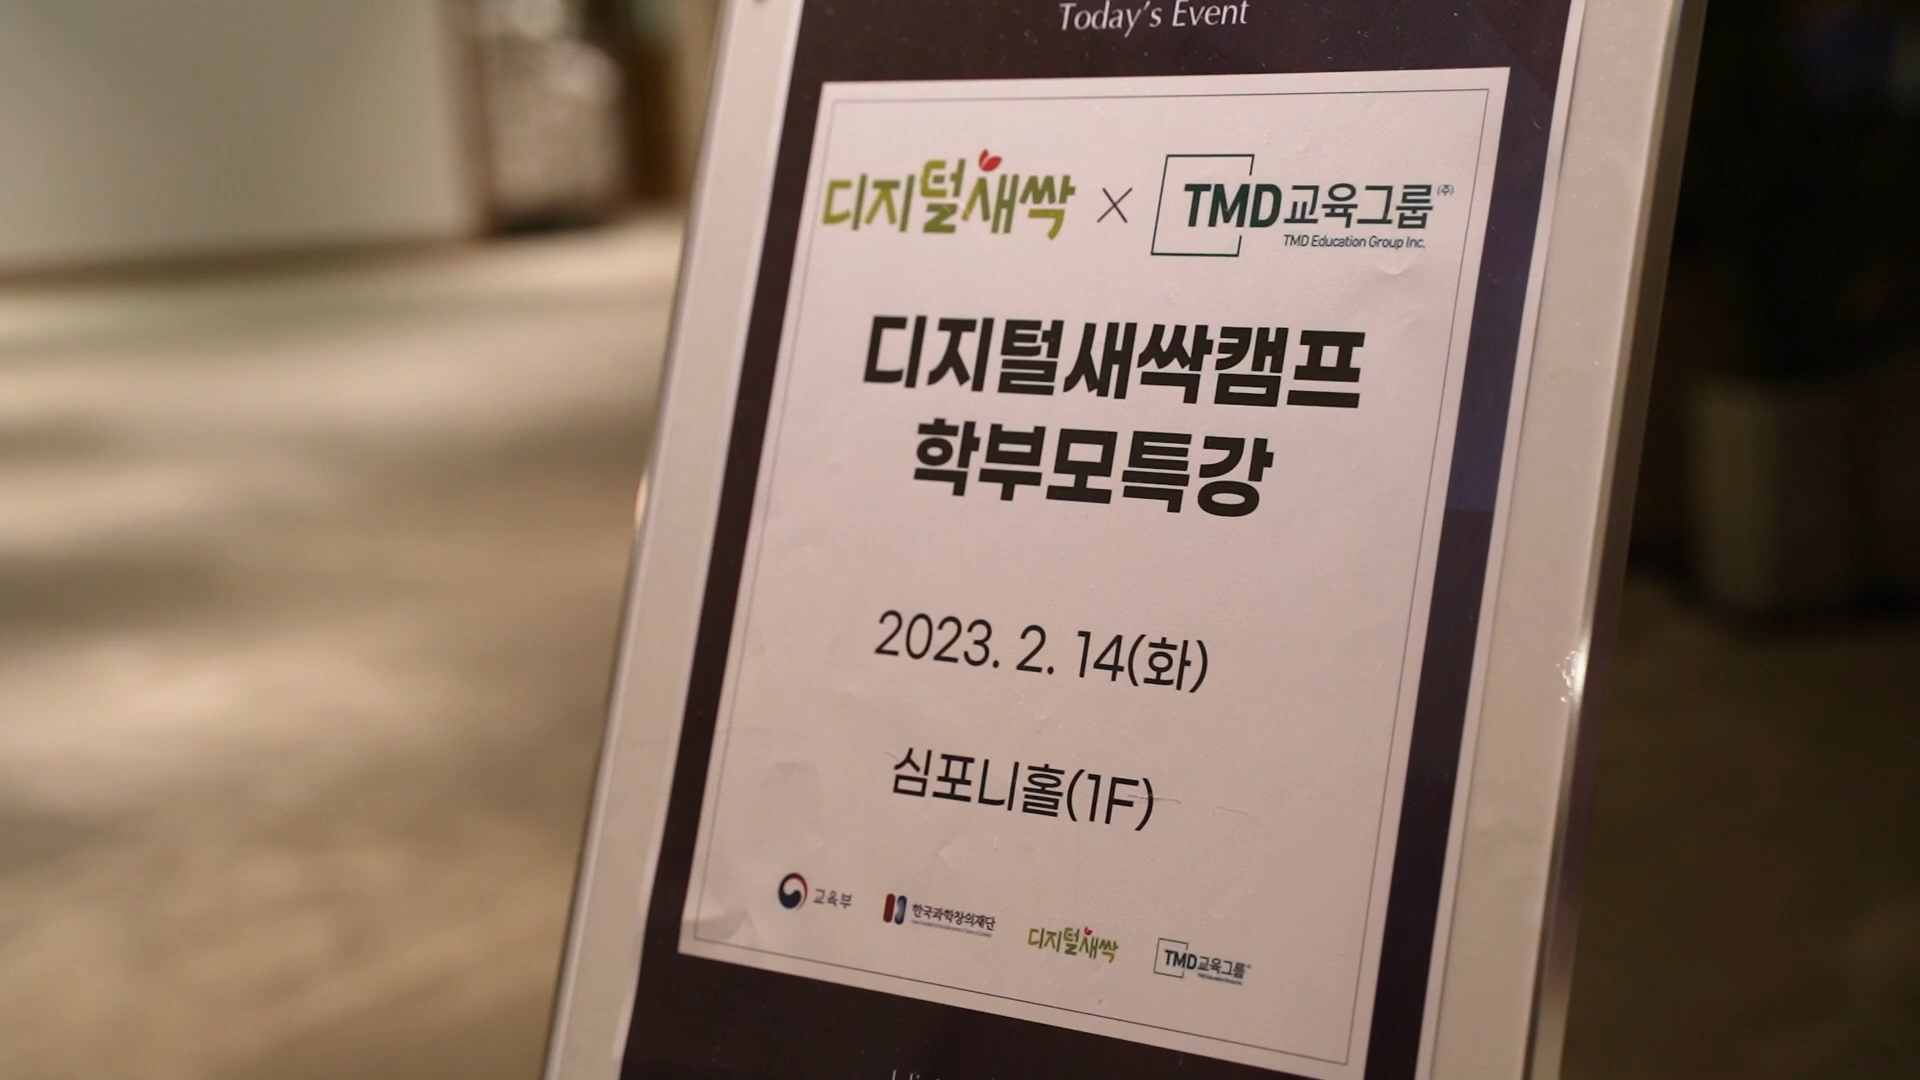 Today's Event
디지털새싹 × TMD교육그룹㈜
TMD Education Group Inc.
디지털새싹캠프
학부모특강
2023. 2. 14(화)
심포니홀(1F)
교육부 한국과학창의재단 디지털새싹 TMD교육그룹